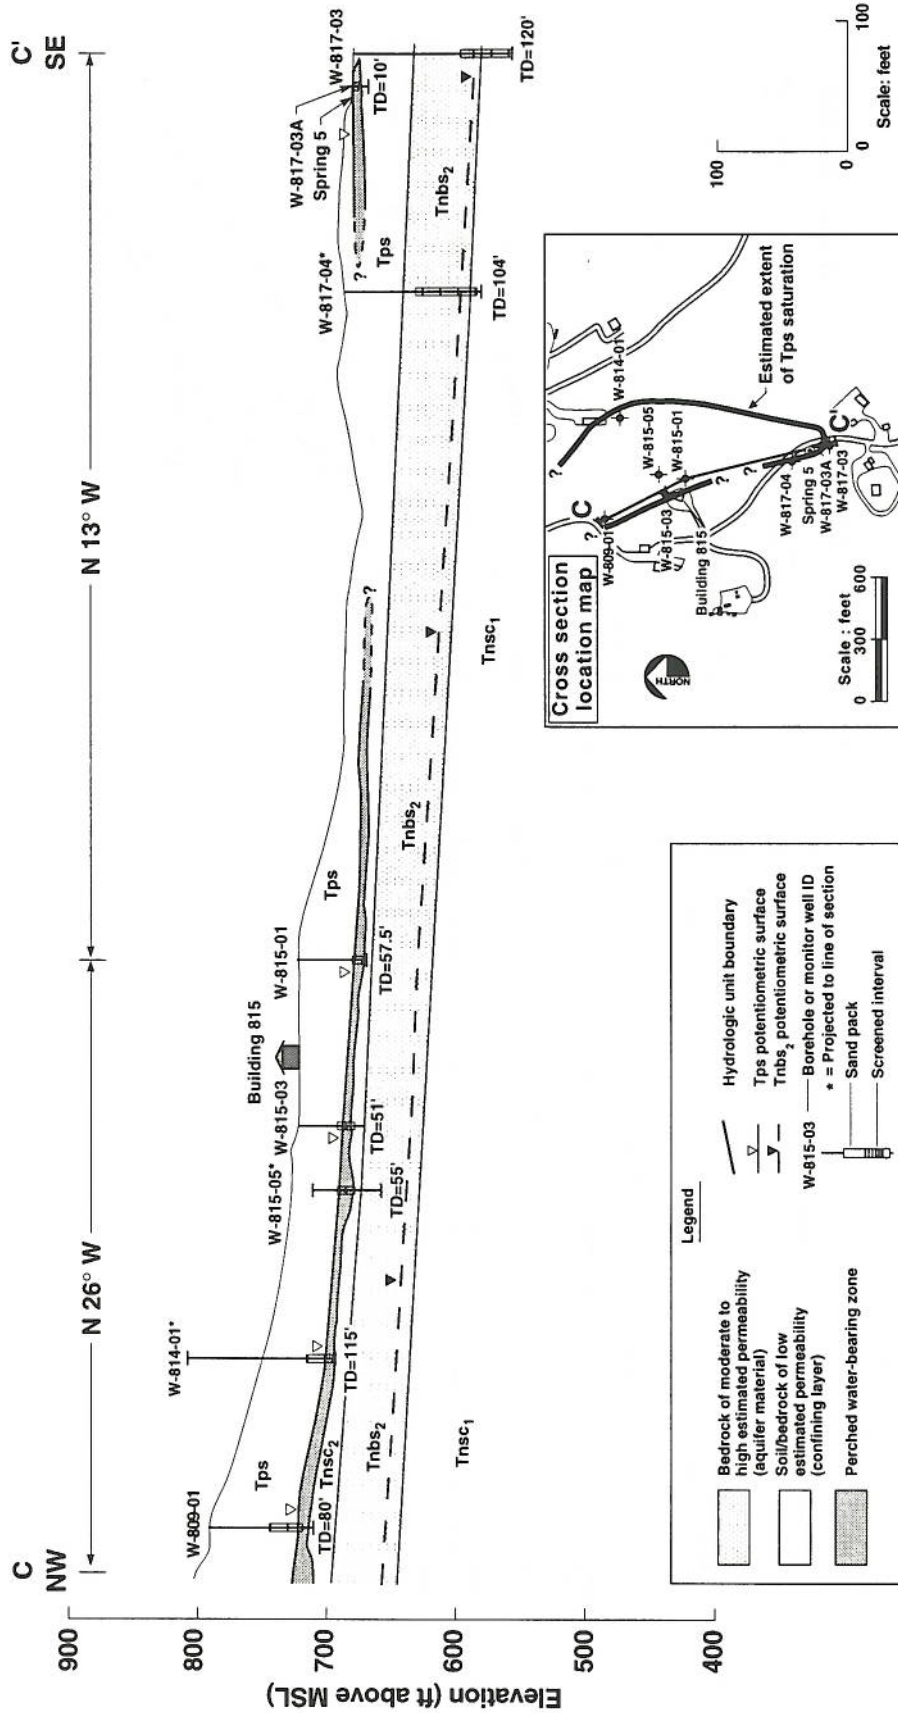 C
NW
N 26° W
N 13° W
C'
SE
Elevation (ft above MSL)
900
800
700
600
500
400
W-809-01
W-814-01*
W-815-05*
W-815-03
Building 815
W-815-01
W-817-04*
W-817-03A
Spring 5
W-817-03
Tps
Tps
Tps
?
?
TD=80'
Tnsc2
TD=115'
TD=55'
TD=51'
TD=57.5'
TD=104'
TD=10'
TD=120'
Tnbs2
Tnbs2
Tnbs2
Tnsc1
Tnsc1
Legend
Bedrock of moderate to
high estimated permeability
(aquifer material)
Soil/bedrock of low
estimated permeability
(confining layer)
Perched water-bearing zone
Hydrologic unit boundary
Tps potentiometric surface
Tnbs2 potentiometric surface
W-815-03 Borehole or monitor well ID
* = Projected to line of section
Sand pack
Screened interval
Cross section
location map
NORTH
Scale : feet
0 300 600
C
?
?
?
?
W-809-01
W-815-03
Building 815
W-815-05
W-815-01
W-814-01
W-817-04
Spring 5
W-817-03A
W-817-03
C'
Estimated extent
of Tps saturation
100
0
0 100
Scale: feet